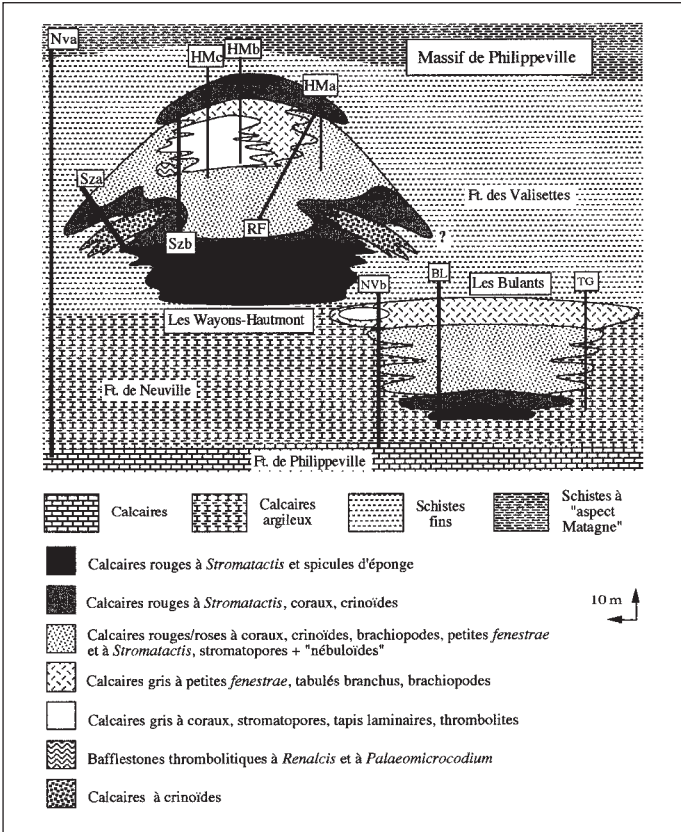 Nva
HMc
HMb
Massif de Philippeville
HMa
Sza
Ft. des Valisettes
RF
Szb
?
NVb
BL
Les Bulants
TG
Les Wayons-Hautmont
Ft. de Neuville
Ft. de Philippeville
Calcaires
Calcaires
argileux
Schistes
fins
Schistes à
"aspect
Matagne"
Calcaires rouges à Stromatactis et spicules d'éponge
Calcaires rouges à Stromatactis, coraux, crinoïdes
10 m
Calcaires rouges/roses à coraux, crinoïdes, brachiopodes, petites fenestrae
et à Stromatactis, stromatopores + "nébuloïdes"
Calcaires gris à petites fenestrae, tabulés branchus, brachiopodes
Calcaires gris à coraux, stromatopores, tapis laminaires, thrombolites
Bafflestones thrombolitiques à Renalcis et à Palaeomicrocodium
Calcaires à crinoïdes